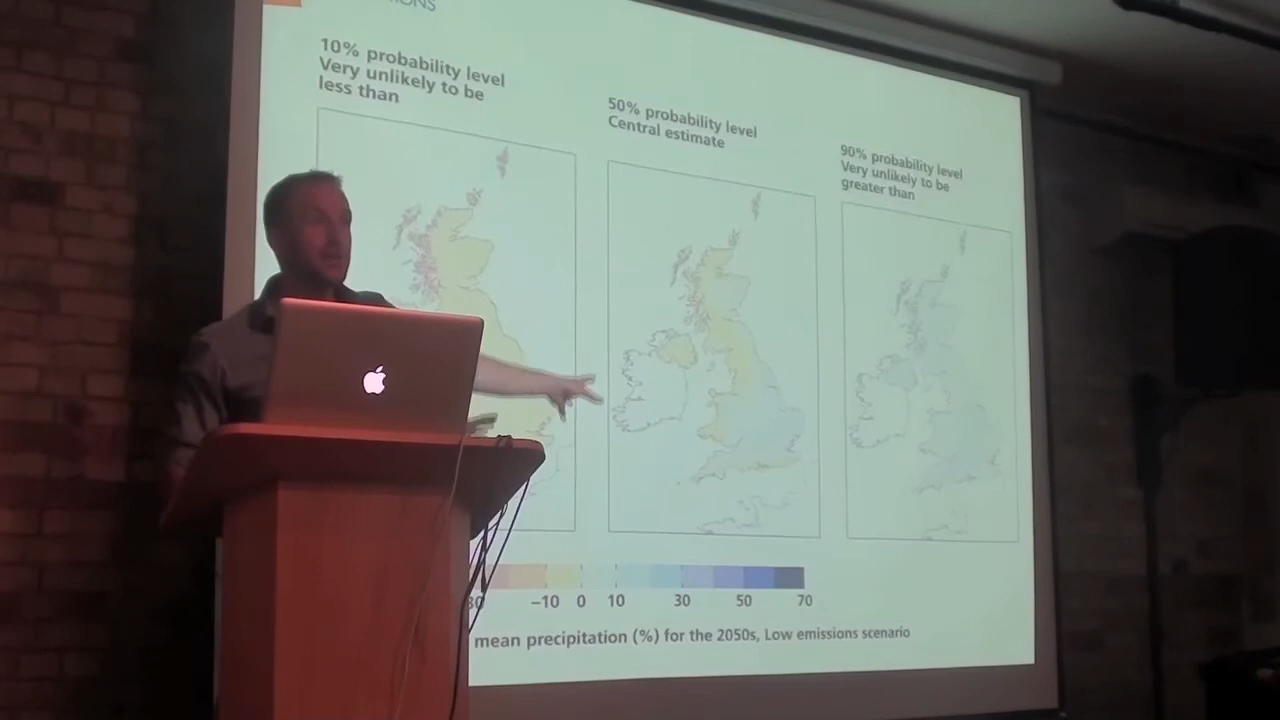 10% probability level
Very unlikely to be
less than
50% probability level
Central estimate
90% probability level
Very unlikely to be
greater than
–10 0 10 30 50 70
mean precipitation (%) for the 2050s, Low emissions scenario